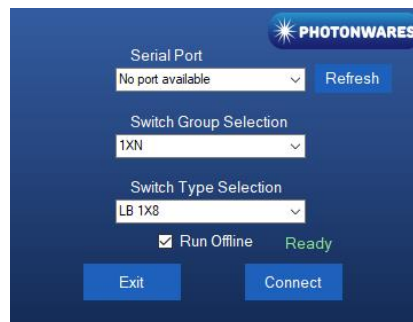 PHOTONWARES
Serial Port
No port available
Refresh
Switch Group Selection
1XN
Switch Type Selection
LB 1X8
Run Offline
Ready
Exit
Connect